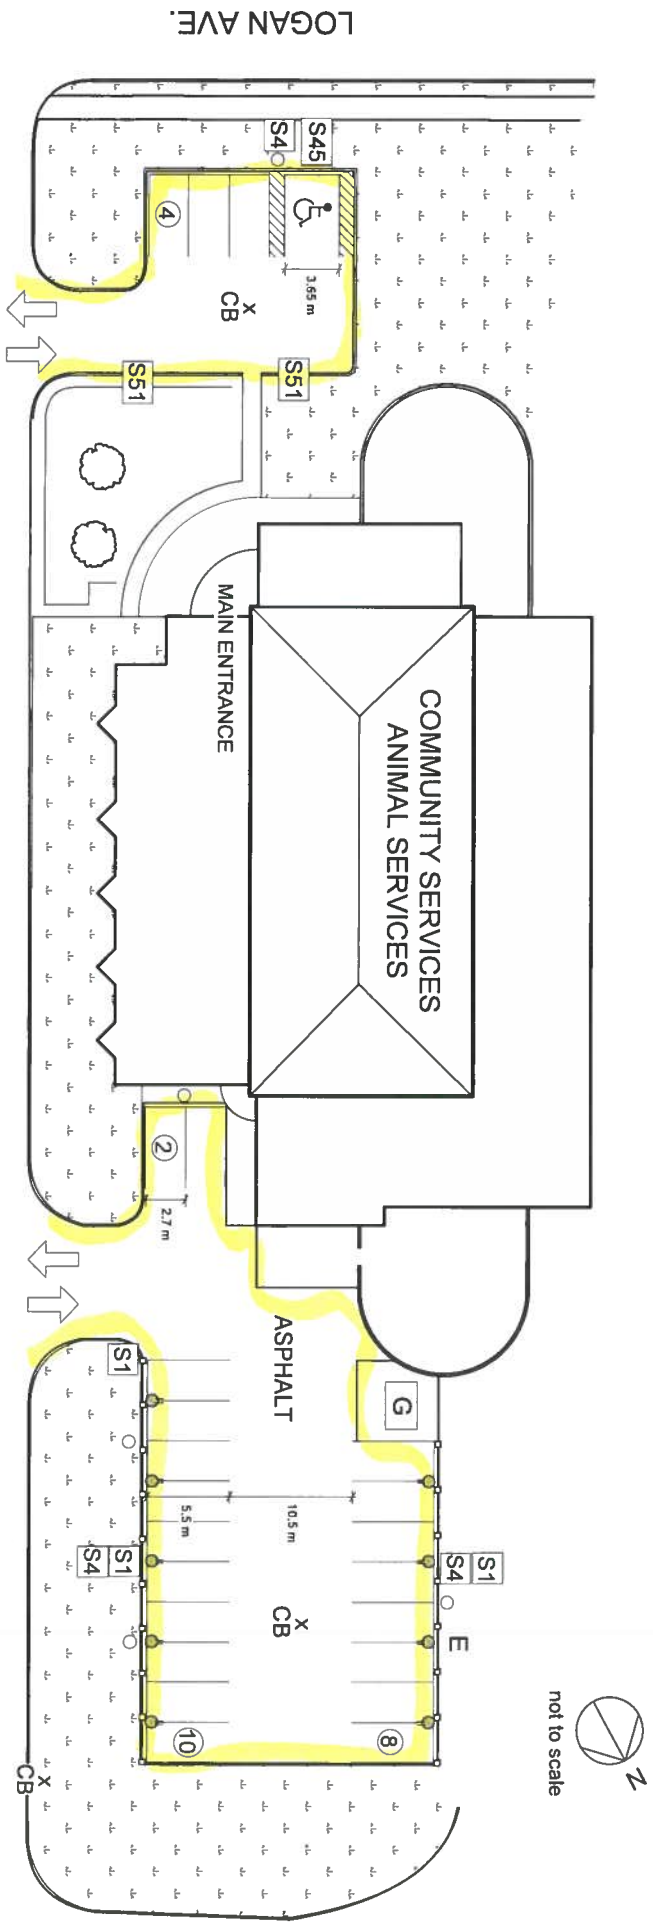 LOGAN AVE.
S45
S4
4
3.65 m
X
CB
S51
S51
MAIN ENTRANCE
COMMUNITY SERVICES
ANIMAL SERVICES
2
2.7 m
ASPHALT
G
S1
5.5 m
10.5 m
S1
S4
S1
S4
E
X
CB
10
8
X
CB
N
not to scale